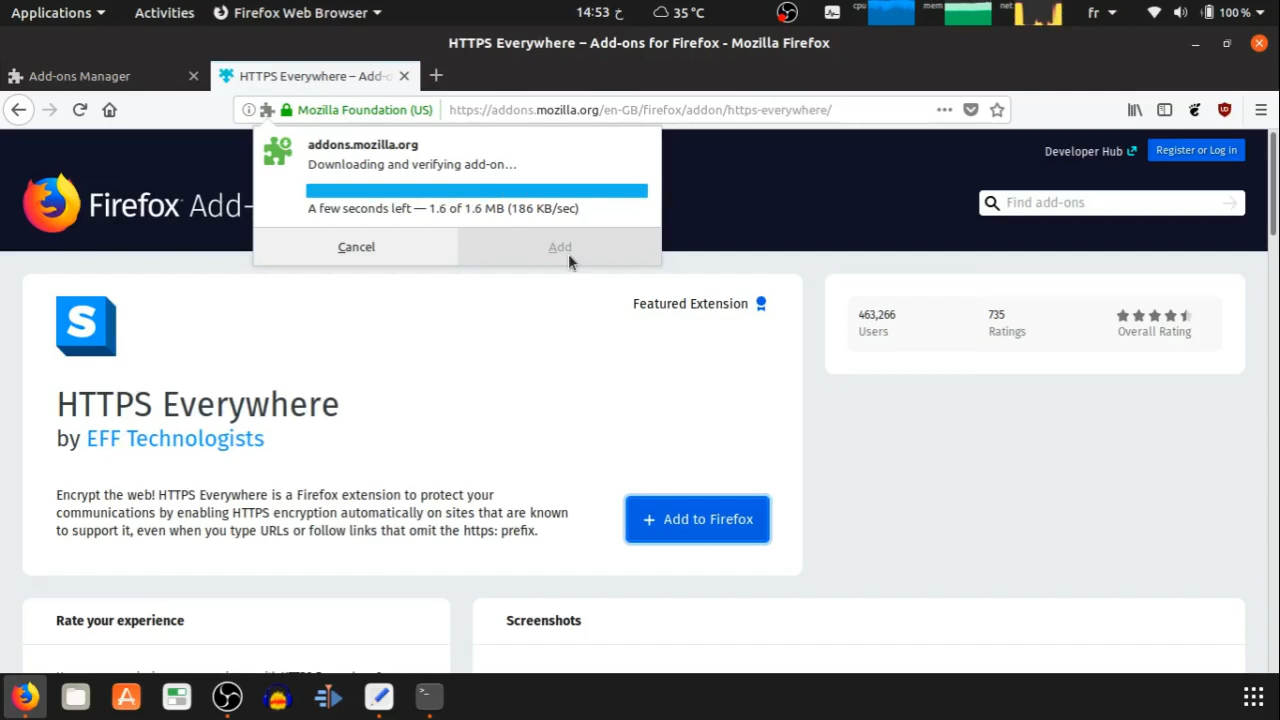 Applications
Activities
Firefox Web Browser
14:53 خ
35 °C
cpu
mem
net
fr
100 %
HTTPS Everywhere – Add-ons for Firefox - Mozilla Firefox
Add-ons Manager
HTTPS Everywhere – Add-o
Mozilla Foundation (US)
https://addons.mozilla.org/en-GB/firefox/addon/https-everywhere/
addons.mozilla.org
Downloading and verifying add-on…
A few seconds left — 1.6 of 1.6 MB (186 KB/sec)
Cancel
Add
Firefox Add-
Developer Hub
Register or Log in
Find add-ons
S
Featured Extension
HTTPS Everywhere
by EFF Technologists
Encrypt the web! HTTPS Everywhere is a Firefox extension to protect your
communications by enabling HTTPS encryption automatically on sites that are known
to support it, even when you type URLs or follow links that omit the https: prefix.
+ Add to Firefox
463,266
Users
735
Ratings
Overall Rating
Rate your experience
Screenshots